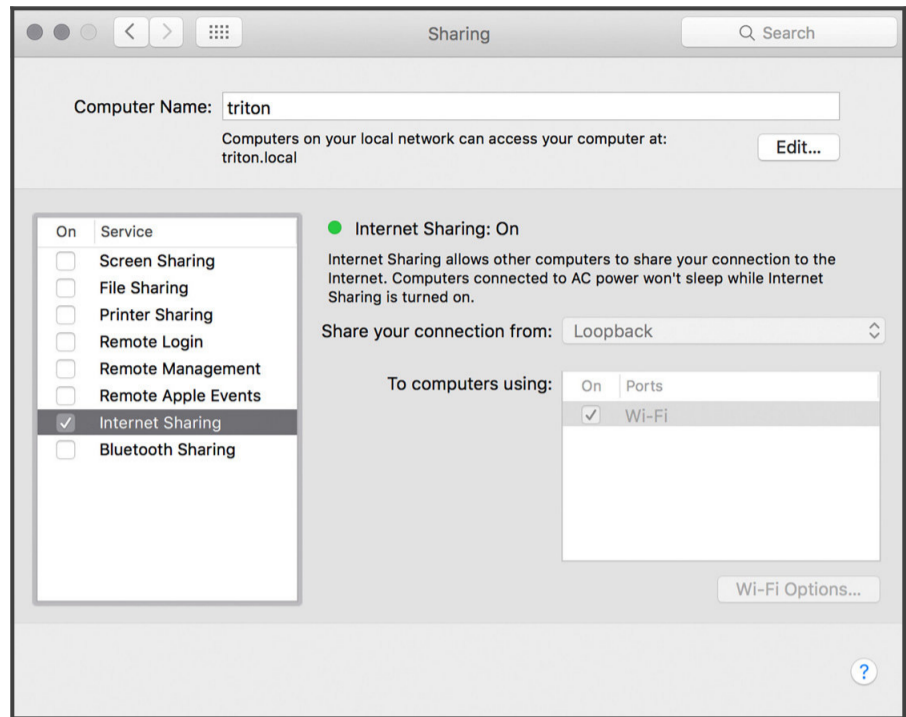 Sharing
Search
Computer Name: triton
Computers on your local network can access your computer at:
triton.local
Edit...
On Service
Screen Sharing
File Sharing
Printer Sharing
Remote Login
Remote Management
Remote Apple Events
Internet Sharing
Bluetooth Sharing
Internet Sharing: On
Internet Sharing allows other computers to share your connection to the
Internet. Computers connected to AC power won't sleep while Internet
Sharing is turned on.
Share your connection from: Loopback
To computers using:
On Ports
Wi-Fi
Wi-Fi Options...
?